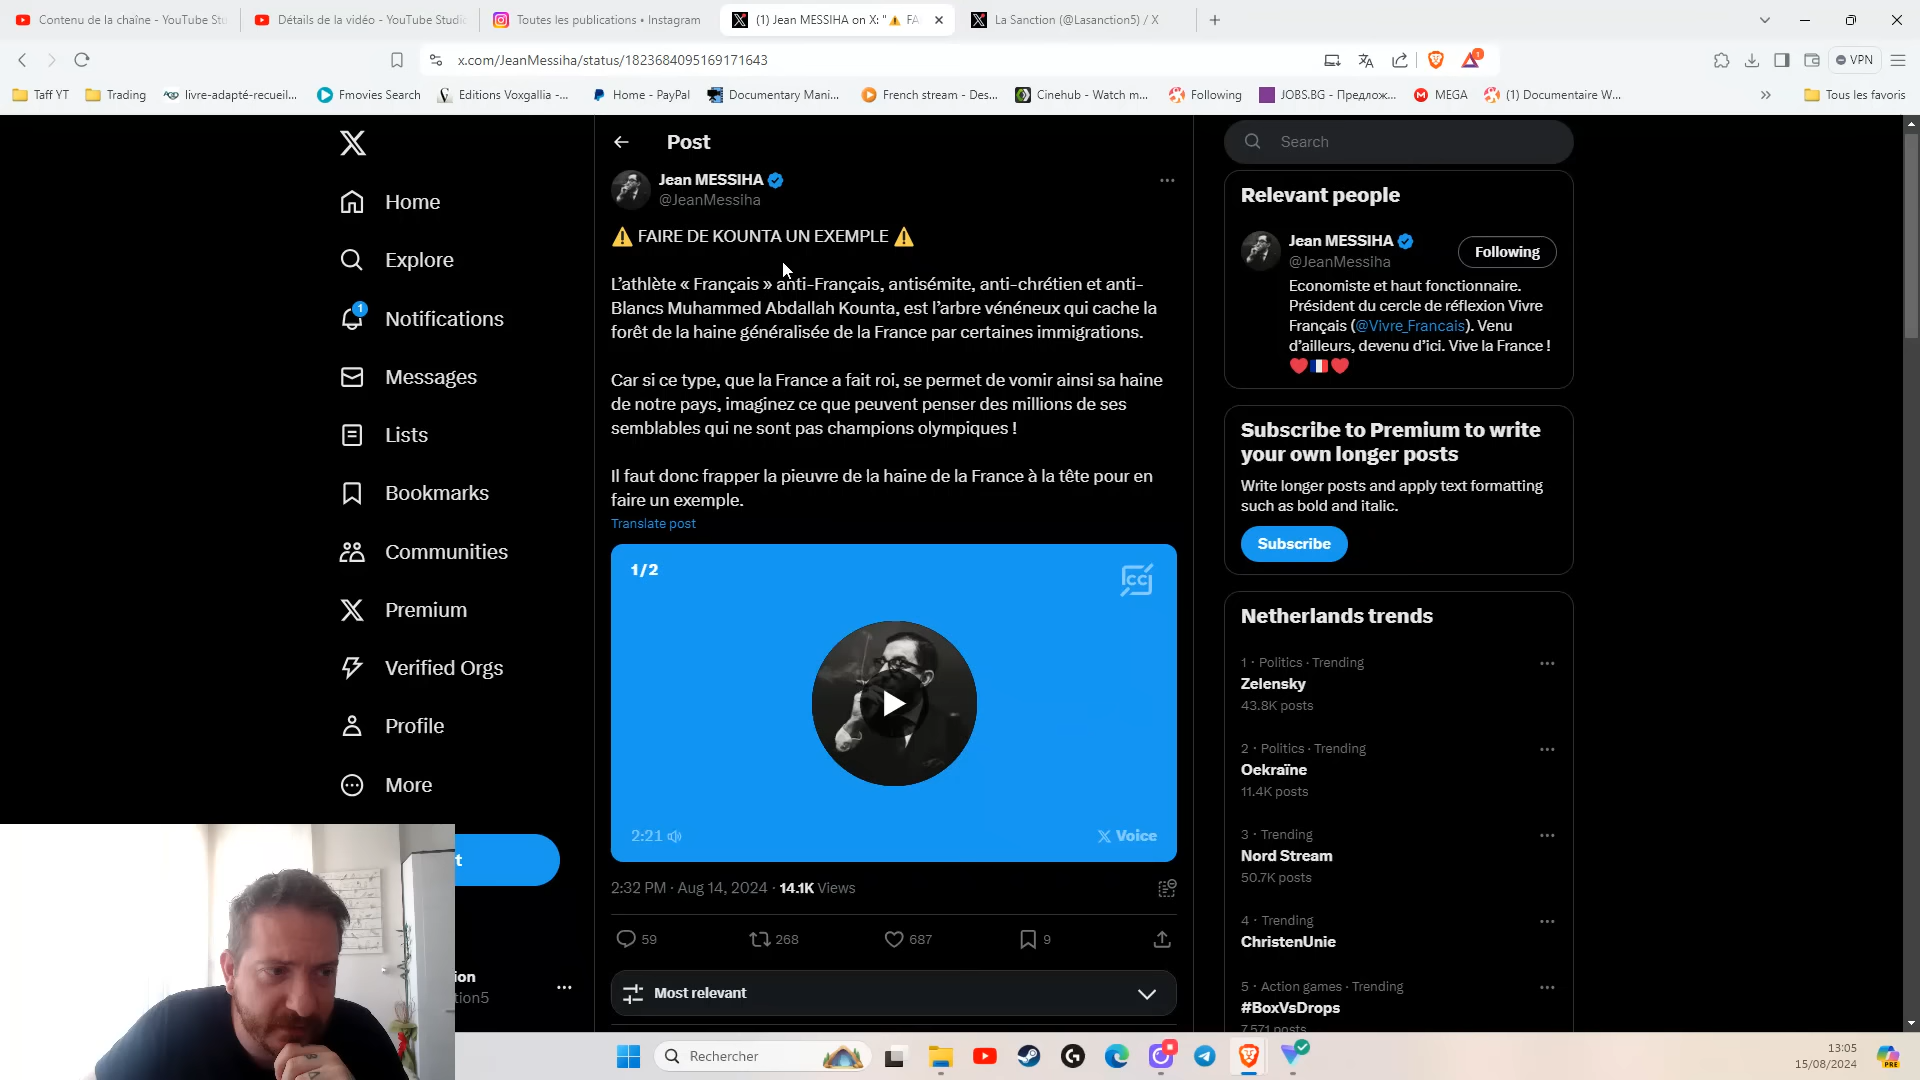 Contenu de la chaîne - YouTube Stu
Détails de la vidéo - YouTube Studio
Toutes les publications • Instagram
(1) Jean MESSIHA on X: "⚠️ FA
La Sanction (@Lasanction5) / X
x.com/JeanMessiha/status/1823684095169171643
1
VPN
Taff YT
Trading
livre-adapté-recueil...
Fmovies Search
Editions Voxgallia -...
Home - PayPal
Documentary Mani...
French stream - Des...
Cinehub - Watch m...
Following
JOBS.BG - Предлож...
MEGA
(1) Documentaire W...
Tous les favoris
Home
Explore
1
Notifications
Messages
Lists
Bookmarks
Communities
Premium
Verified Orgs
Profile
More
t
ion
tion5
Post
Jean MESSIHA
@JeanMessiha
⚠️ FAIRE DE KOUNTA UN EXEMPLE ⚠️
L'athlète « Français » anti-Français, antisémite, anti-chrétien et anti-
Blancs Muhammed Abdallah Kounta, est l'arbre vénéneux qui cache la
forêt de la haine généralisée de la France par certaines immigrations.
Car si ce type, que la France a fait roi, se permet de vomir ainsi sa haine
de notre pays, imaginez ce que peuvent penser des millions de ses
semblables qui ne sont pas champions olympiques !
Il faut donc frapper la pieuvre de la haine de la France à la tête pour en
faire un exemple.
Translate post
1/2
CC
2:21
X Voice
2:32 PM · Aug 14, 2024 · 14.1K Views
59
268
687
9
Most relevant
Search
Relevant people
Jean MESSIHA
@JeanMessiha
Following
Economiste et haut fonctionnaire.
Président du cercle de réflexion Vivre
Français (@Vivre_Francais). Venu
d'ailleurs, devenu d'ici. Vive la France !
❤️🇫🇷❤️
Subscribe to Premium to write
your own longer posts
Write longer posts and apply text formatting
such as bold and italic.
Subscribe
Netherlands trends
1 · Politics · Trending
Zelensky
43.8K posts
2 · Politics · Trending
Oekraïne
11.4K posts
3 · Trending
Nord Stream
50.7K posts
4 · Trending
ChristenUnie
5 · Action games · Trending
#BoxVsDrops
7,571 posts
Rechercher
13:05
15/08/2024
PRE